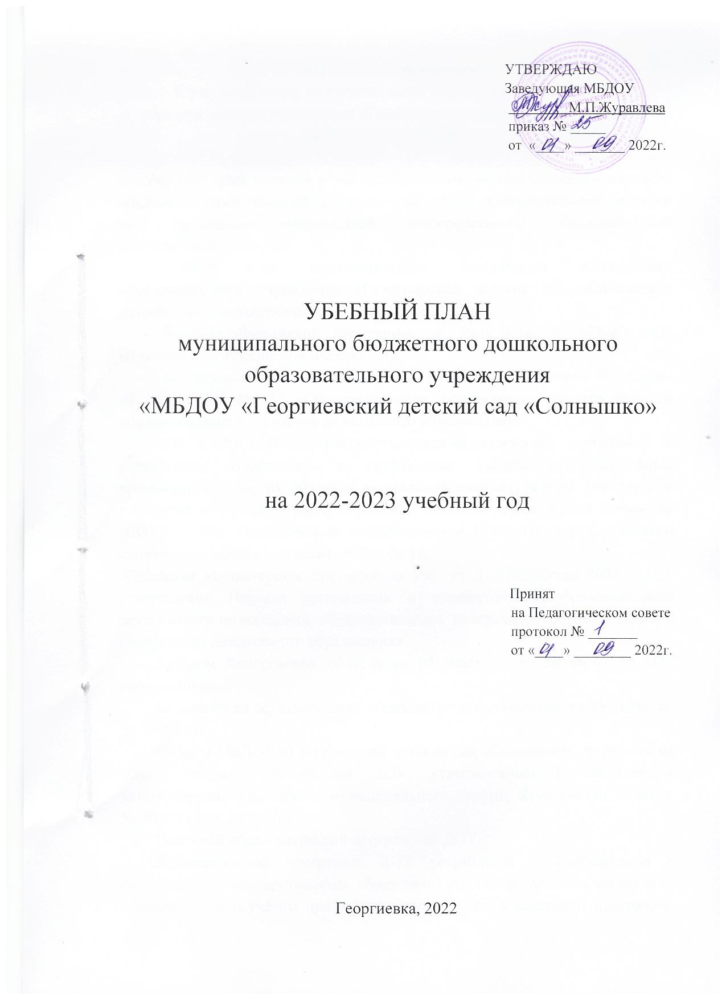 УТВЕРЖДАЮ
Заведующая МБДОУ
М.П.Журавлева
приказ № 25
от «01» 09 2022г.
УБЕБНЫЙ ПЛАН
муниципального бюджетного дошкольного
образовательного учреждения
«МБДОУ «Георгиевский детский сад «Солнышко»
на 2022-2023 учебный год
Принят
на Педагогическом совете
протокол № 1
от «01» 09 2022г.
Георгиевка, 2022